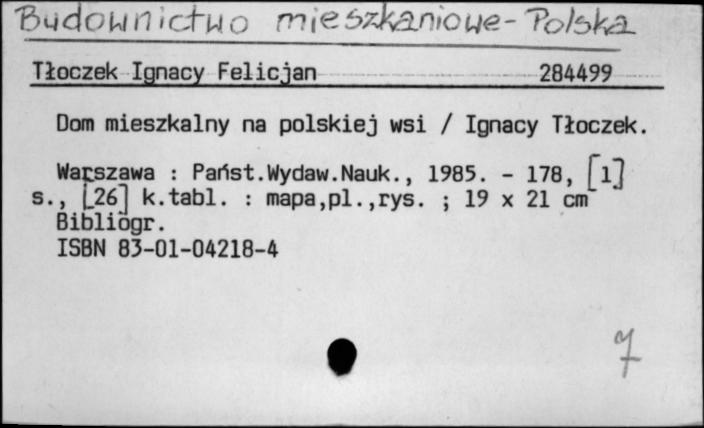 Budownictwo mieszkaniowe - Polska
Tłoczek Ignacy Felicjan 284499
Dom mieszkalny na polskiej wsi / Ignacy Tłoczek.
Warszawa : Państ.Wydaw.Nauk., 1985. - 178, [1]
s., [26] k.tabl. : mapa,pl.,rys. ; 19 x 21 cm
Bibliogr.
ISBN 83-01-04218-4
7